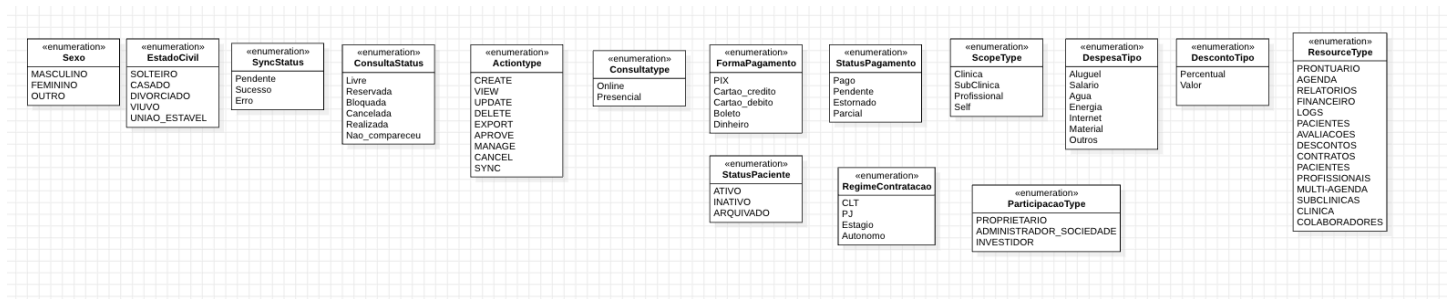 «enumeration»
Sexo
MASCULINO
FEMININO
OUTRO
«enumeration»
EstadoCivil
SOLTEIRO
CASADO
DIVORCIADO
VIUVO
UNIAO_ESTAVEL
«enumeration»
SyncStatus
Pendente
Sucesso
Erro
«enumeration»
ConsultaStatus
Livre
Reservada
Bloquada
Cancelada
Realizada
Nao_compareceu
«enumeration»
Actiontype
CREATE
VIEW
UPDATE
DELETE
EXPORT
APROVE
MANAGE
CANCEL
SYNC
«enumeration»
Consultatype
Online
Presencial
«enumeration»
FormaPagamento
PIX
Cartao_credito
Cartao_debito
Boleto
Dinheiro
«enumeration»
StatusPagamento
Pago
Pendente
Estornado
Parcial
«enumeration»
ScopeType
Clinica
SubClinica
Profissional
Self
«enumeration»
DespesaTipo
Aluguel
Salario
Agua
Energia
Internet
Material
Outros
«enumeration»
DescontoTipo
Percentual
Valor
«enumeration»
ResourceType
PRONTUARIO
AGENDA
RELATORIOS
FINANCEIRO
LOGS
PACIENTES
AVALIACOES
DESCONTOS
CONTRATOS
PACIENTES
PROFISSIONAIS
MULTI-AGENDA
SUBCLINICAS
CLINICA
COLABORADORES
«enumeration»
StatusPaciente
ATIVO
INATIVO
ARQUIVADO
«enumeration»
RegimeContratacao
CLT
PJ
Estagio
Autonomo
«enumeration»
ParticipacaoType
PROPRIETARIO
ADMINISTRADOR_SOCIEDADE
INVESTIDOR